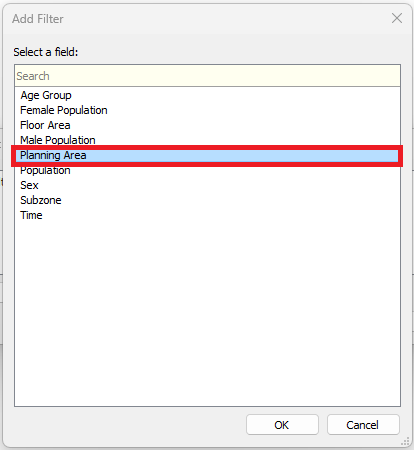 Add Filter
Select a field:
Search
Age Group
Female Population
Floor Area
Male Population
Planning Area
Population
Sex
Subzone
Time
OK
Cancel